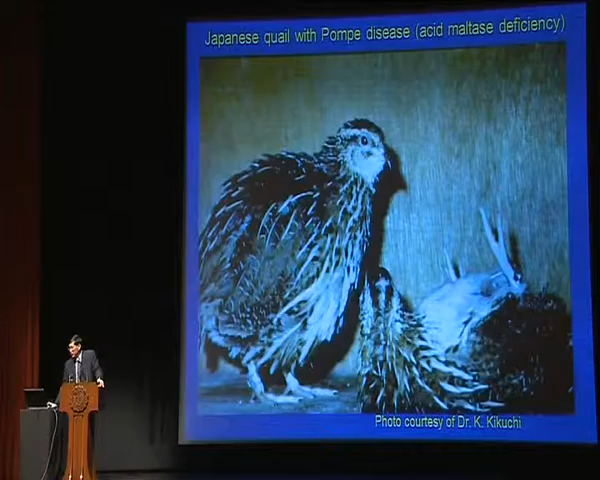 Japanese quail with Pompe disease (acid maltase deficiency)
Photo courtesy of Dr. K. Kikuchi